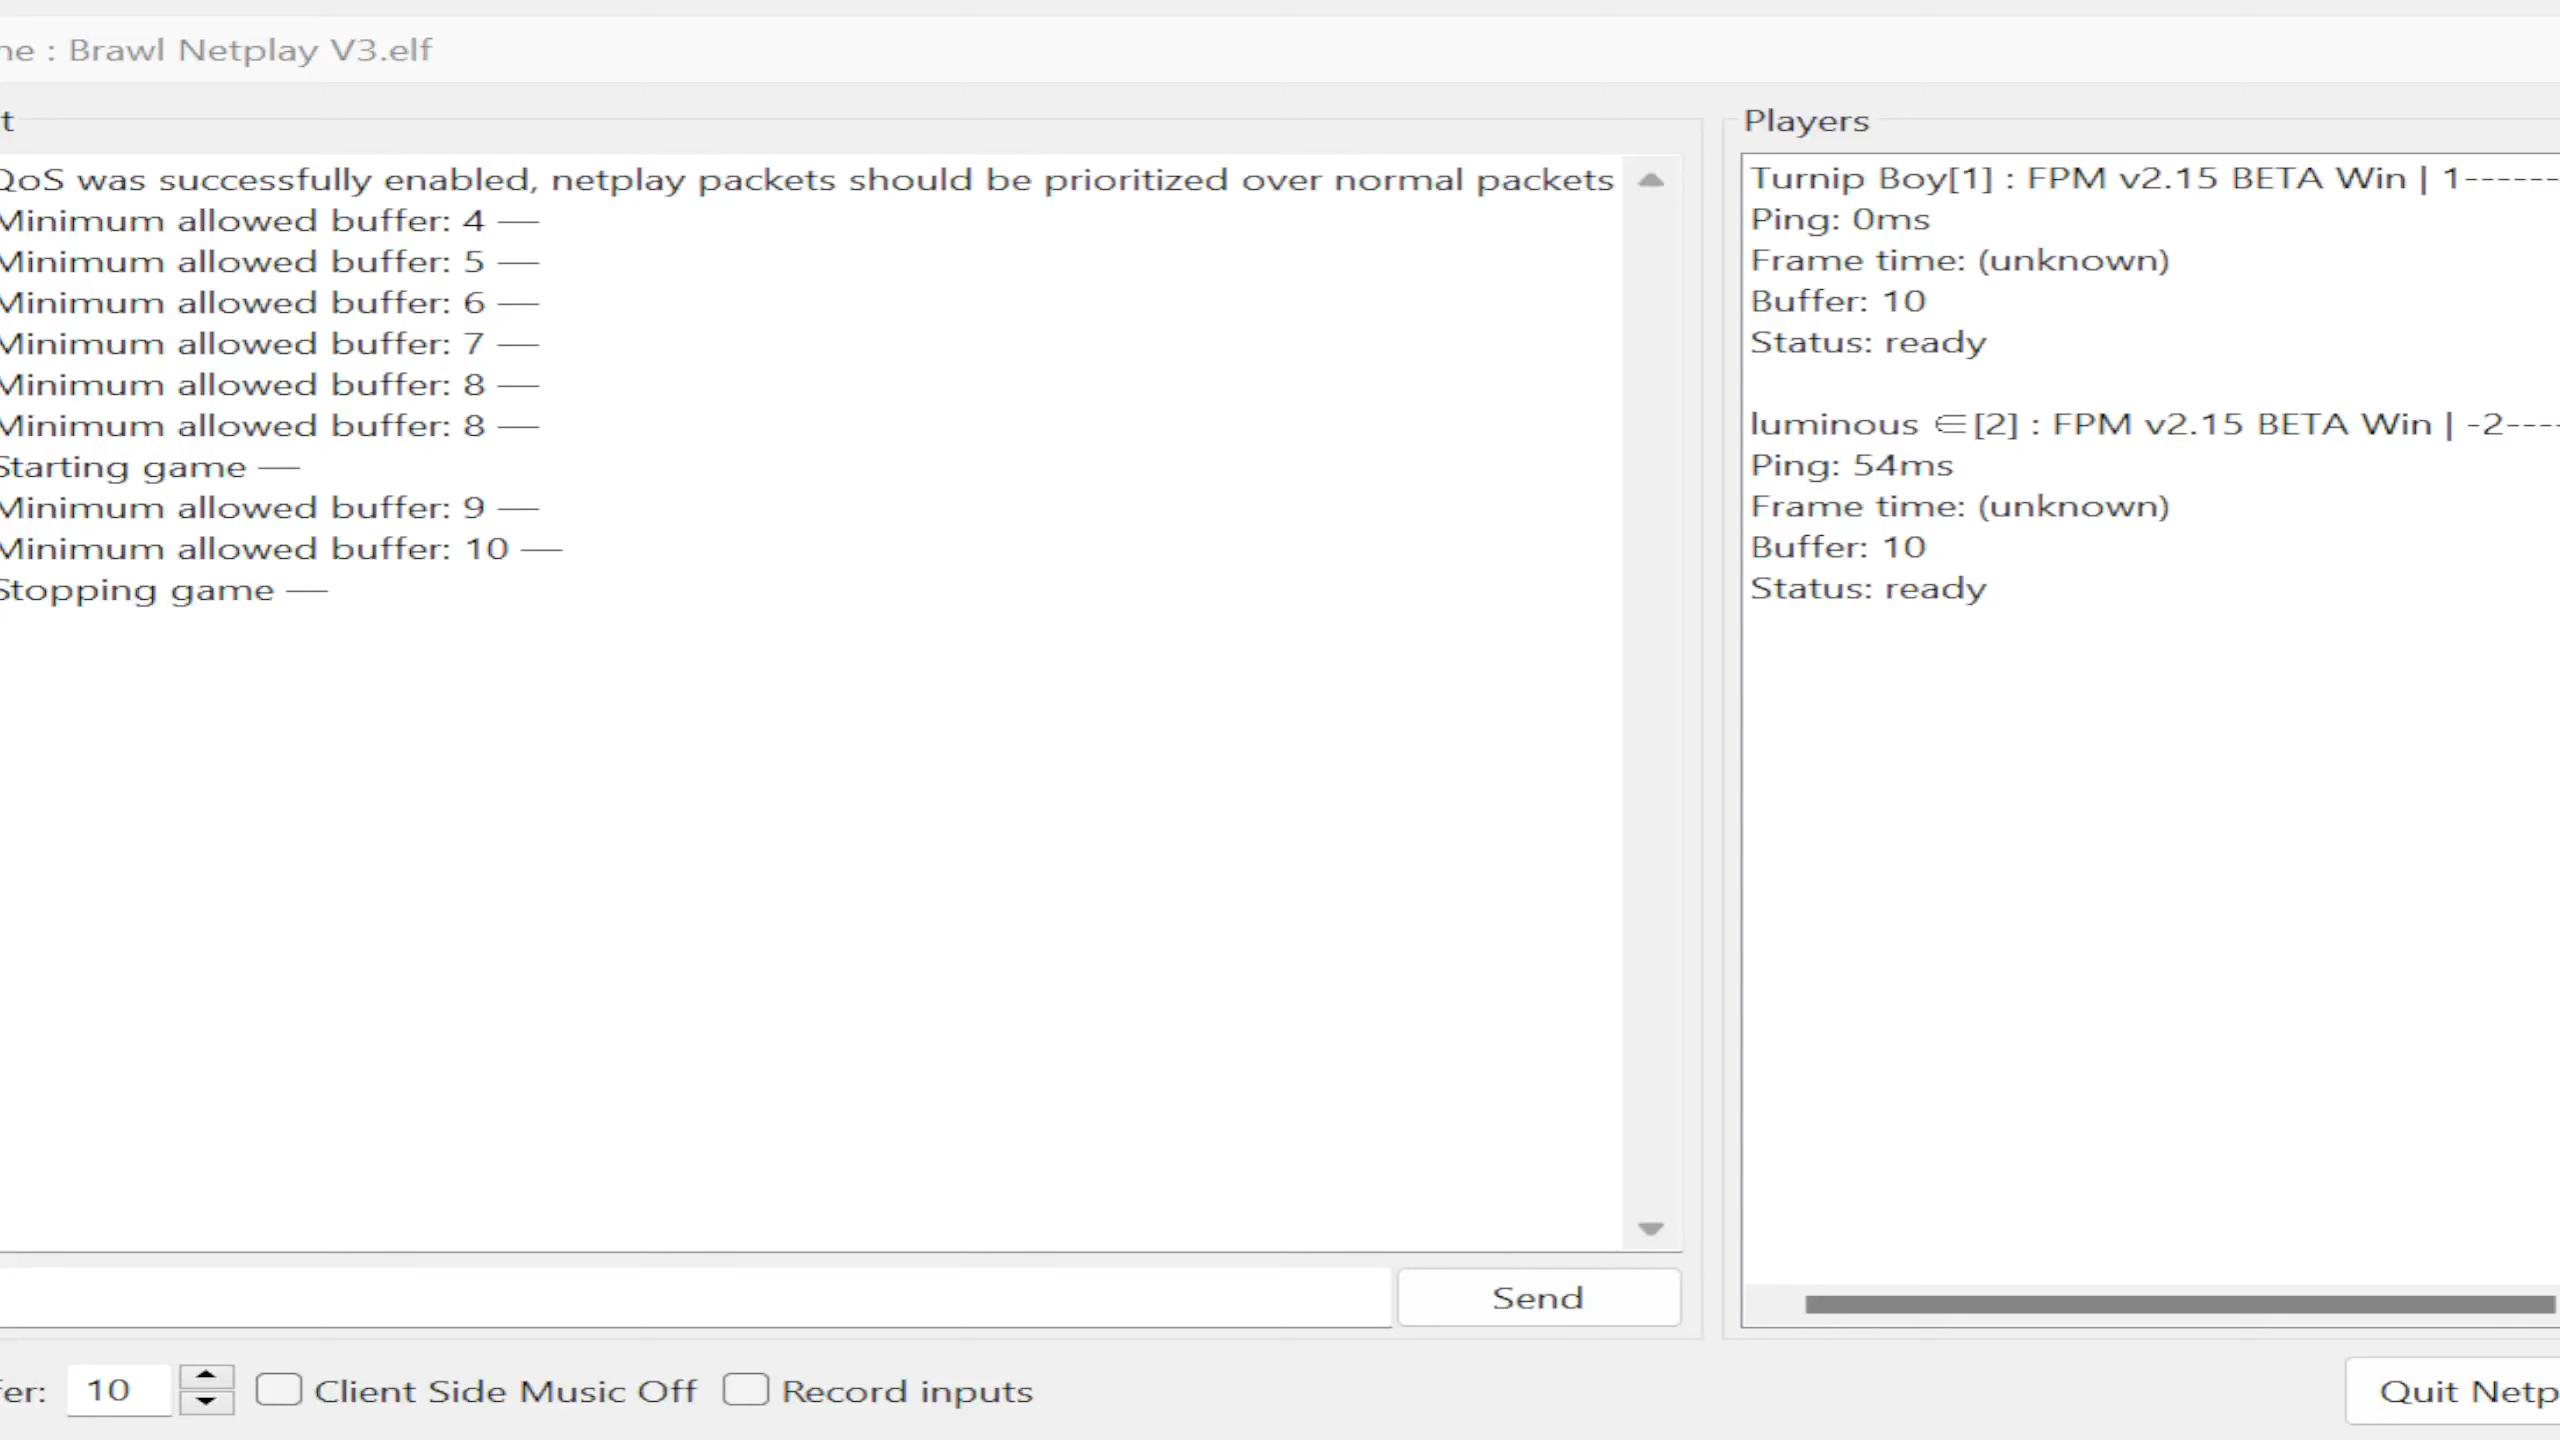 ne : Brawl Netplay V3.elf
t
QoS was successfully enabled, netplay packets should be prioritized over normal packets
Minimum allowed buffer: 4 —
Minimum allowed buffer: 5 —
Minimum allowed buffer: 6 —
Minimum allowed buffer: 7 —
Minimum allowed buffer: 8 —
Minimum allowed buffer: 8 —
Starting game —
Minimum allowed buffer: 9 —
Minimum allowed buffer: 10 —
Stopping game —
Send
Players
Turnip Boy[1] : FPM v2.15 BETA Win | 1------
Ping: 0ms
Frame time: (unknown)
Buffer: 10
Status: ready
luminous ∈[2] : FPM v2.15 BETA Win | -2----
Ping: 54ms
Frame time: (unknown)
Buffer: 10
Status: ready
fer: 10 Client Side Music Off Record inputs
Quit Netp